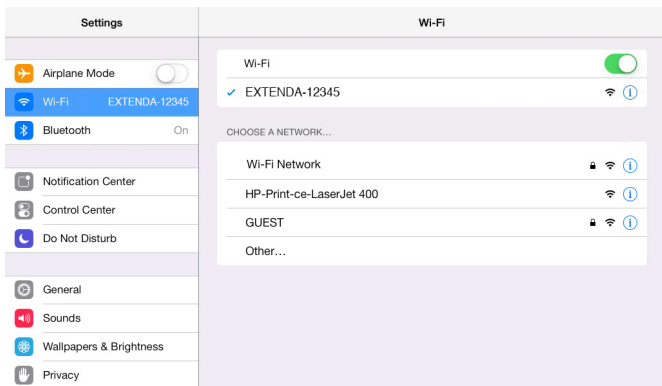 Settings
Wi-Fi
Airplane Mode
Wi-Fi EXTENDA-12345
Bluetooth On
Notification Center
Control Center
Do Not Disturb
General
Sounds
Wallpapers & Brightness
Privacy
Wi-Fi
EXTENDA-12345
CHOOSE A NETWORK...
Wi-Fi Network
HP-Print-ce-LaserJet 400
GUEST
Other...